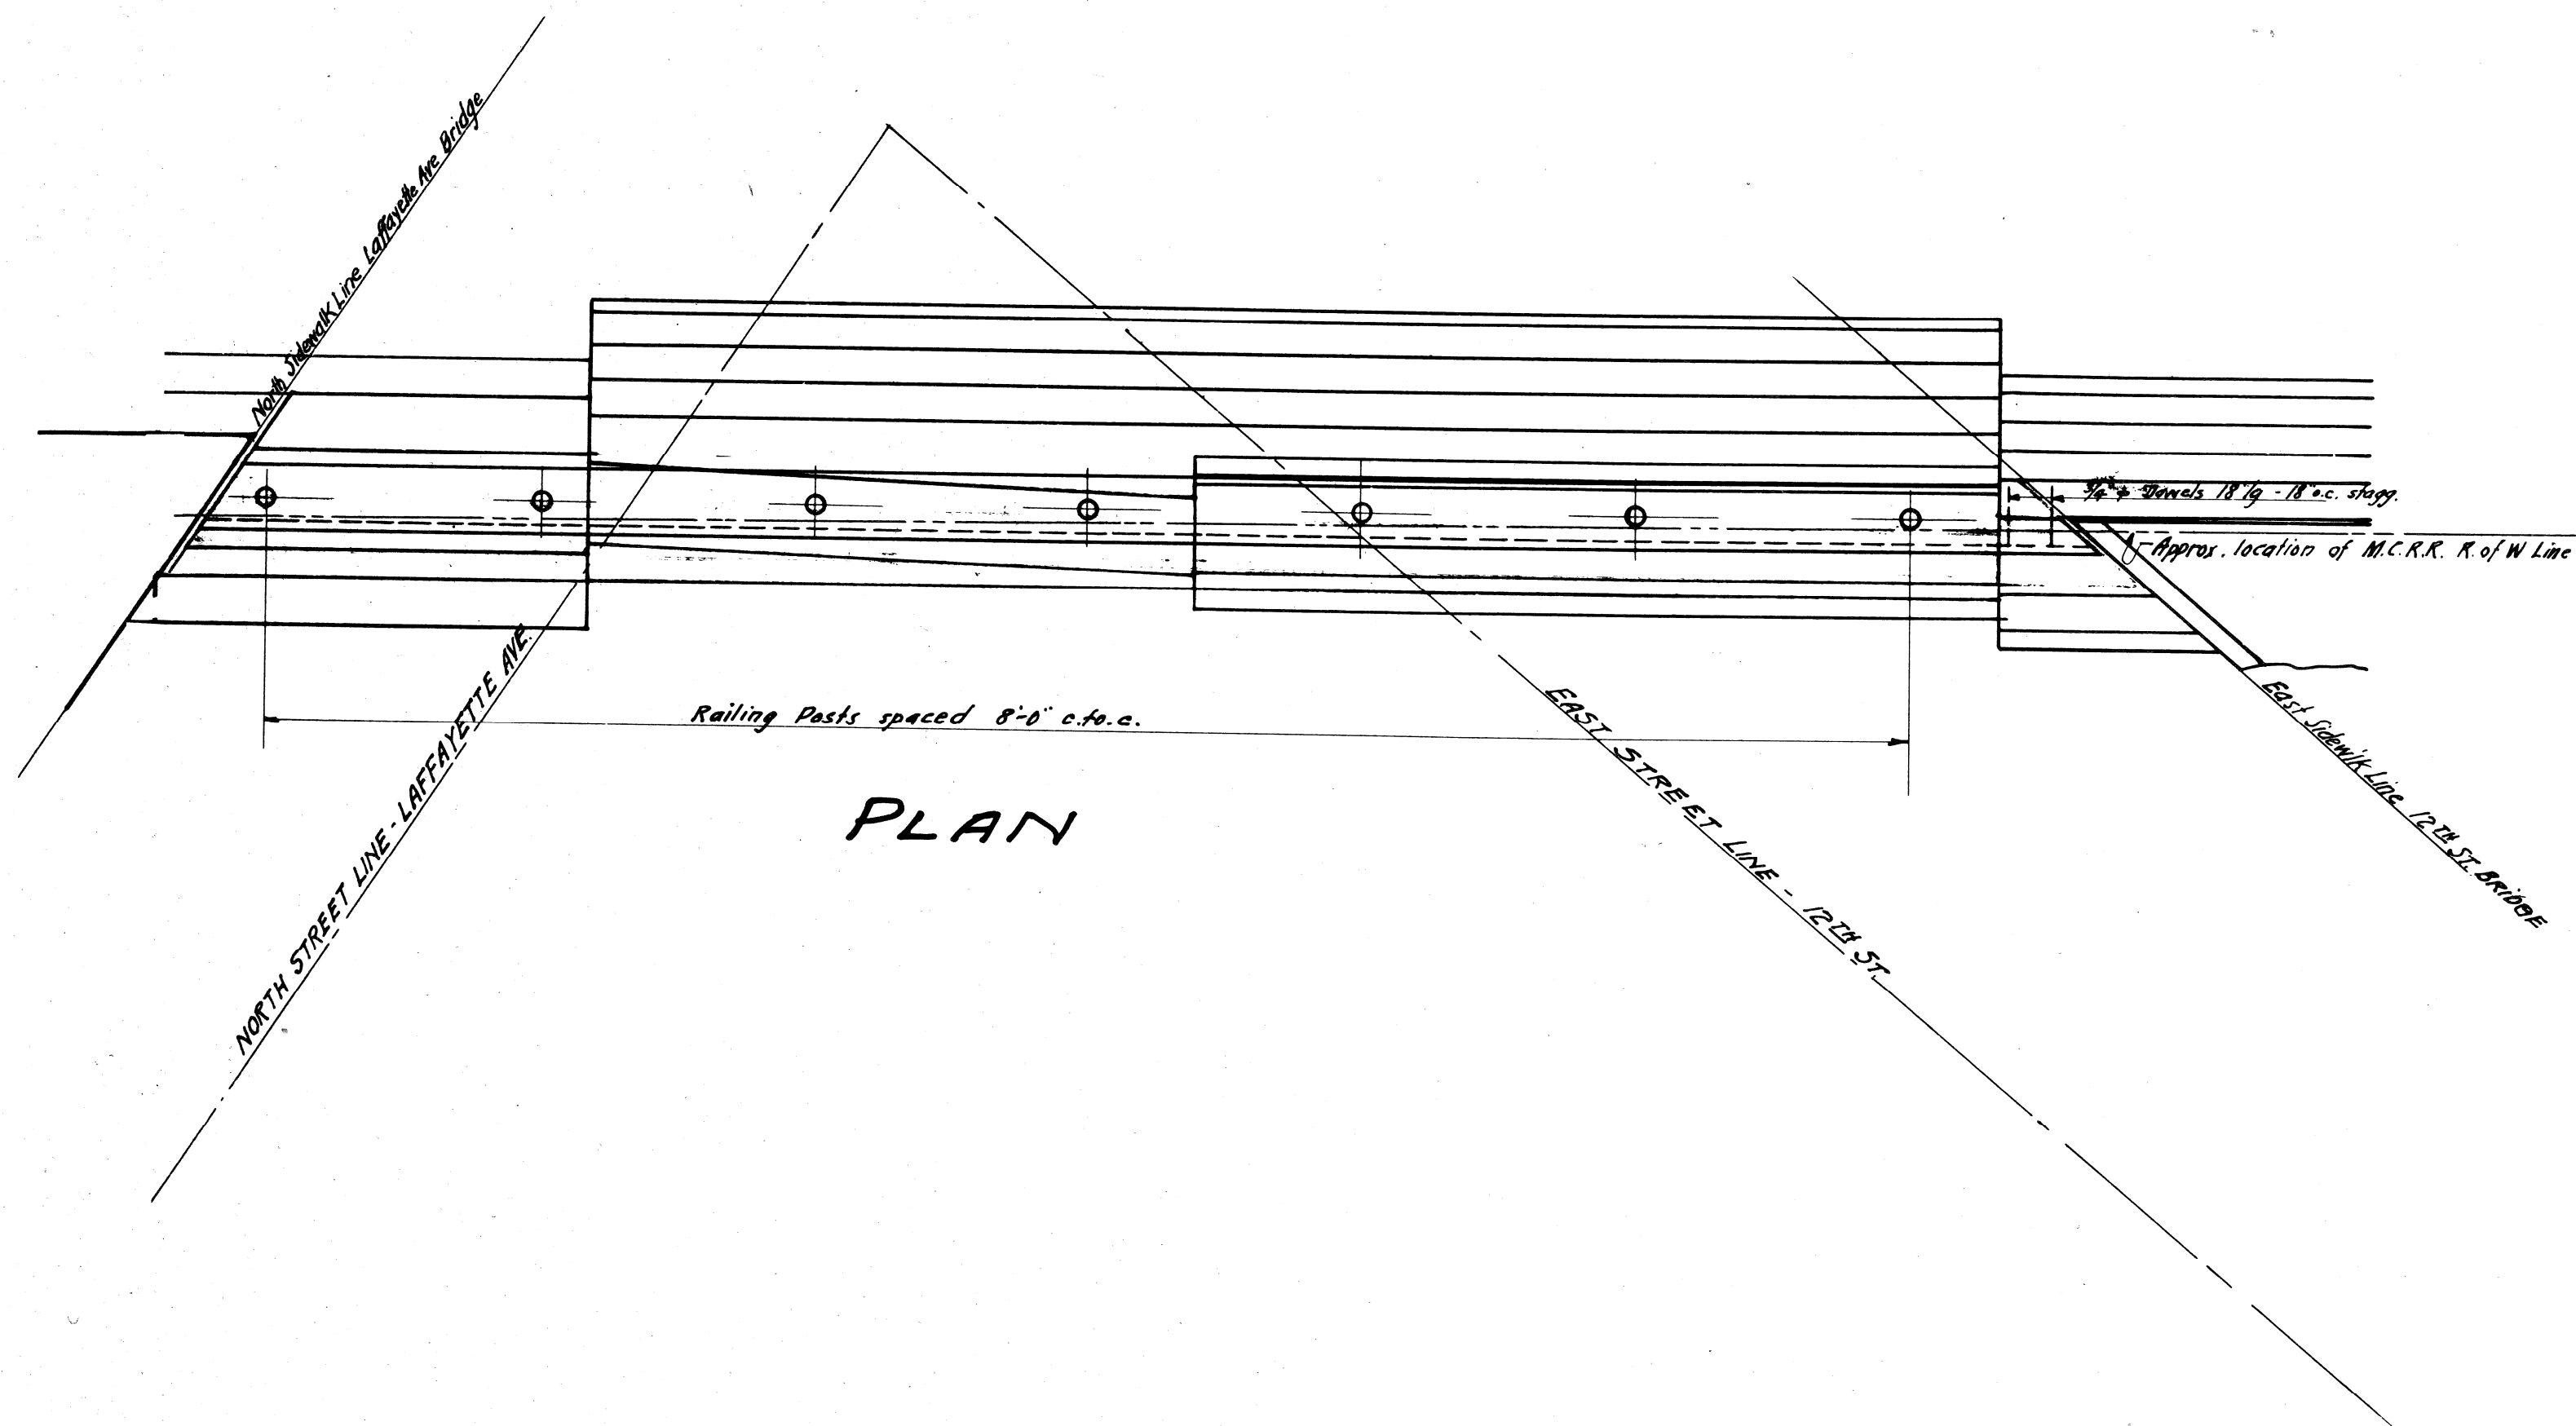 North Sidewalk Line Laffayette Ave Bridge
3/4" ϕ Dowels 18" lg - 18" o.c. stagg.
Approx. location of M.C.R.R. R. of W Line
Railing Posts spaced 8'-0" c.to.c.
NORTH STREET LINE - LAFFAYETTE AVE.
EAST STREET LINE - 12TH ST.
East Sidewlk Line 12TH ST. BRIDGE
PLAN